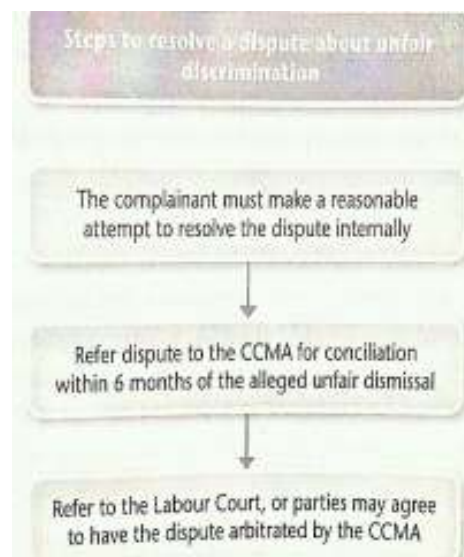 Steps to resolve a dispute about unfair
discrimination
The complainant must make a reasonable
attempt to resolve the dispute internally
Refer dispute to the CCMA for conciliation
within 6 months of the alleged unfair dismissal
Refer to the Labour Court, or parties may agree
to have the dispute arbitrated by the CCMA